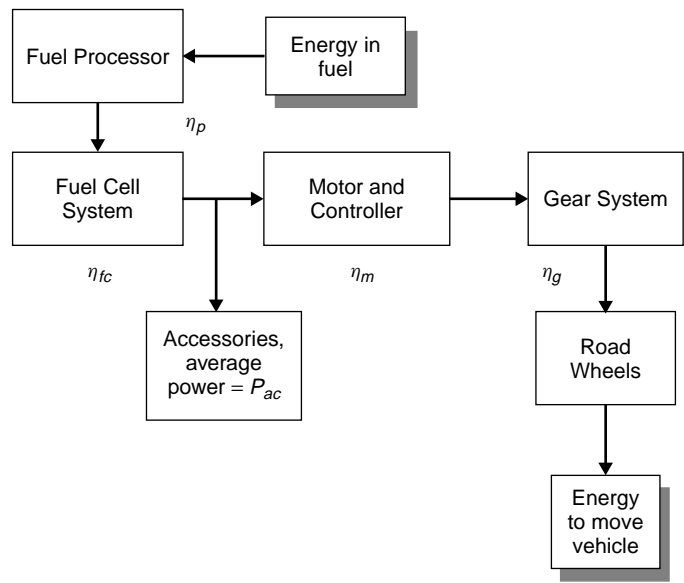 Fuel Processor
Energy in
fuel
η_p
Fuel Cell
System
Motor and
Controller
Gear System
η_fc
η_m
η_g
Accessories,
average
power = P_ac
Road
Wheels
Energy
to move
vehicle